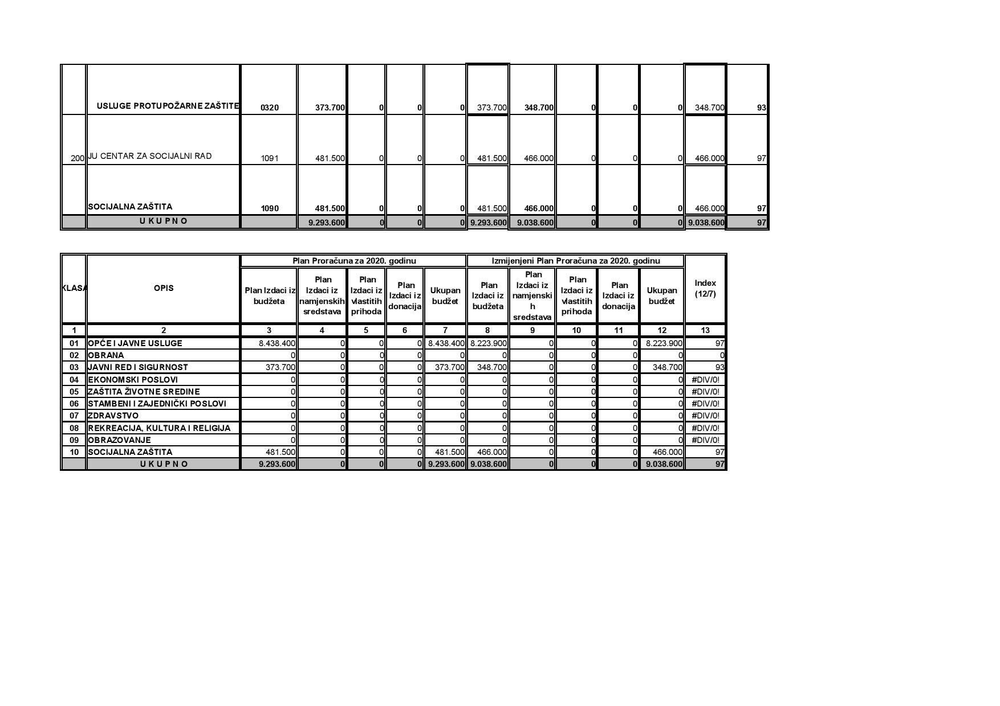 USLUGE PROTUPOŽARNE ZAŠTITE 0320 373.700 0 0 0 373.700 348.700 0 0 0 348.700 93
200 JU CENTAR ZA SOCIJALNI RAD 1091 481.500 0 0 0 481.500 466.000 0 0 0 466.000 97
SOCIJALNA ZAŠTITA 1090 481.500 0 0 0 481.500 466.000 0 0 0 466.000 97
U K U P N O 9.293.600 0 0 0 9.293.600 9.038.600 0 0 0 9.038.600 97
KLASA OPIS Plan Proračuna za 2020. godinu Izmijenjeni Plan Proračuna za 2020. godinu Index (12/7)
Plan Izdaci iz budžeta Plan Izdaci iz namjenskih sredstava Plan Izdaci iz vlastitih prihoda Plan Izdaci iz donacija Ukupan budžet Plan Izdaci iz budžeta Plan Izdaci iz namjenski h sredstava Plan Izdaci iz vlastitih prihoda Plan Izdaci iz donacija Ukupan budžet
1 2 3 4 5 6 7 8 9 10 11 12 13
01 OPĆE I JAVNE USLUGE 8.438.400 0 0 0 8.438.400 8.223.900 0 0 0 8.223.900 97
02 OBRANA 0 0 0 0 0 0 0 0 0 0 0
03 JAVNI RED I SIGURNOST 373.700 0 0 0 373.700 348.700 0 0 0 348.700 93
04 EKONOMSKI POSLOVI 0 0 0 0 0 0 0 0 0 0 #DIV/0!
05 ZAŠTITA ŽIVOTNE SREDINE 0 0 0 0 0 0 0 0 0 0 #DIV/0!
06 STAMBENI I ZAJEDNIČKI POSLOVI 0 0 0 0 0 0 0 0 0 0 #DIV/0!
07 ZDRAVSTVO 0 0 0 0 0 0 0 0 0 0 #DIV/0!
08 REKREACIJA, KULTURA I RELIGIJA 0 0 0 0 0 0 0 0 0 0 #DIV/0!
09 OBRAZOVANJE 0 0 0 0 0 0 0 0 0 0 #DIV/0!
10 SOCIJALNA ZAŠTITA 481.500 0 0 0 481.500 466.000 0 0 0 466.000 97
U K U P N O 9.293.600 0 0 0 9.293.600 9.038.600 0 0 0 9.038.600 97